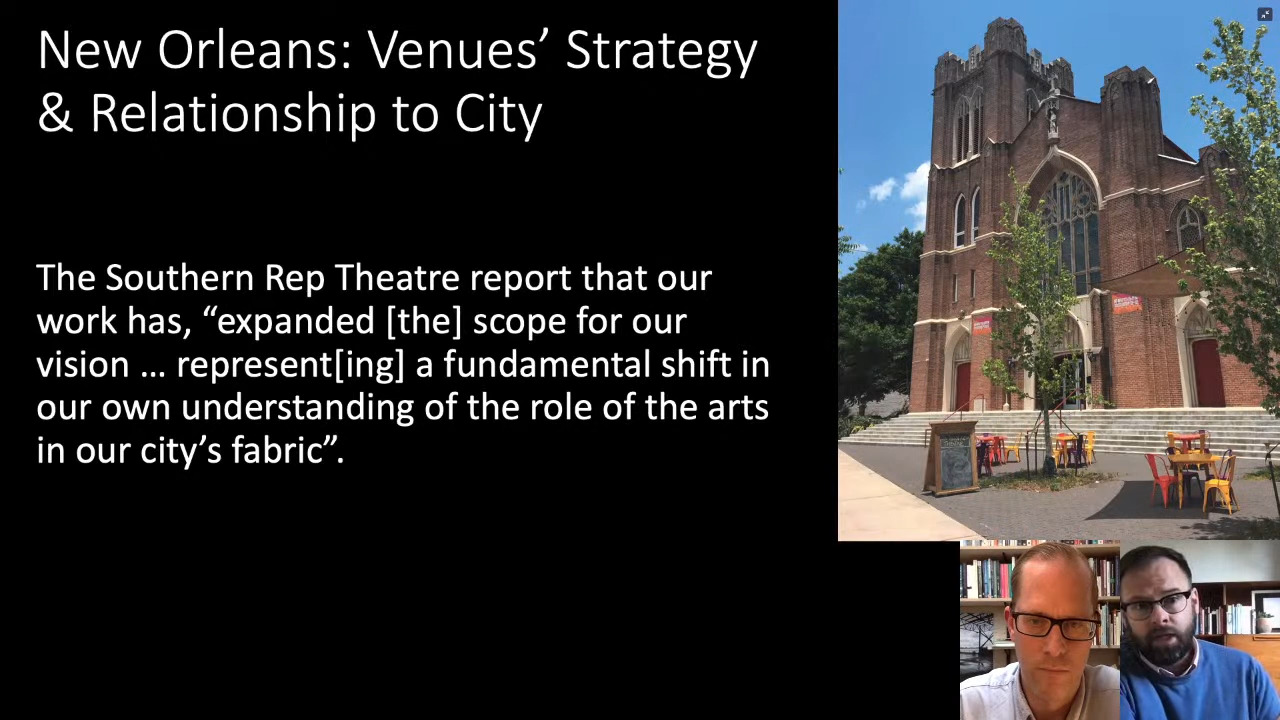 New Orleans: Venues’ Strategy
& Relationship to City
The Southern Rep Theatre report that our
work has, “expanded [the] scope for our
vision … represent[ing] a fundamental shift in
our own understanding of the role of the arts
in our city’s fabric”.